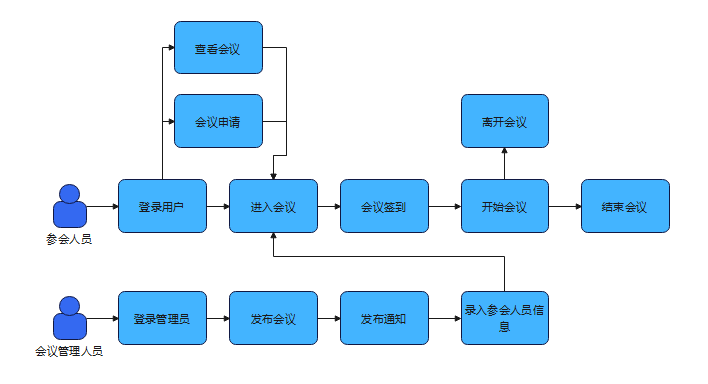 查看会议
会议申请
离开会议
登录用户
进入会议
会议签到
开始会议
结束会议
参会人员
登录管理员
发布会议
发布通知
录入参会人员信
息
会议管理人员